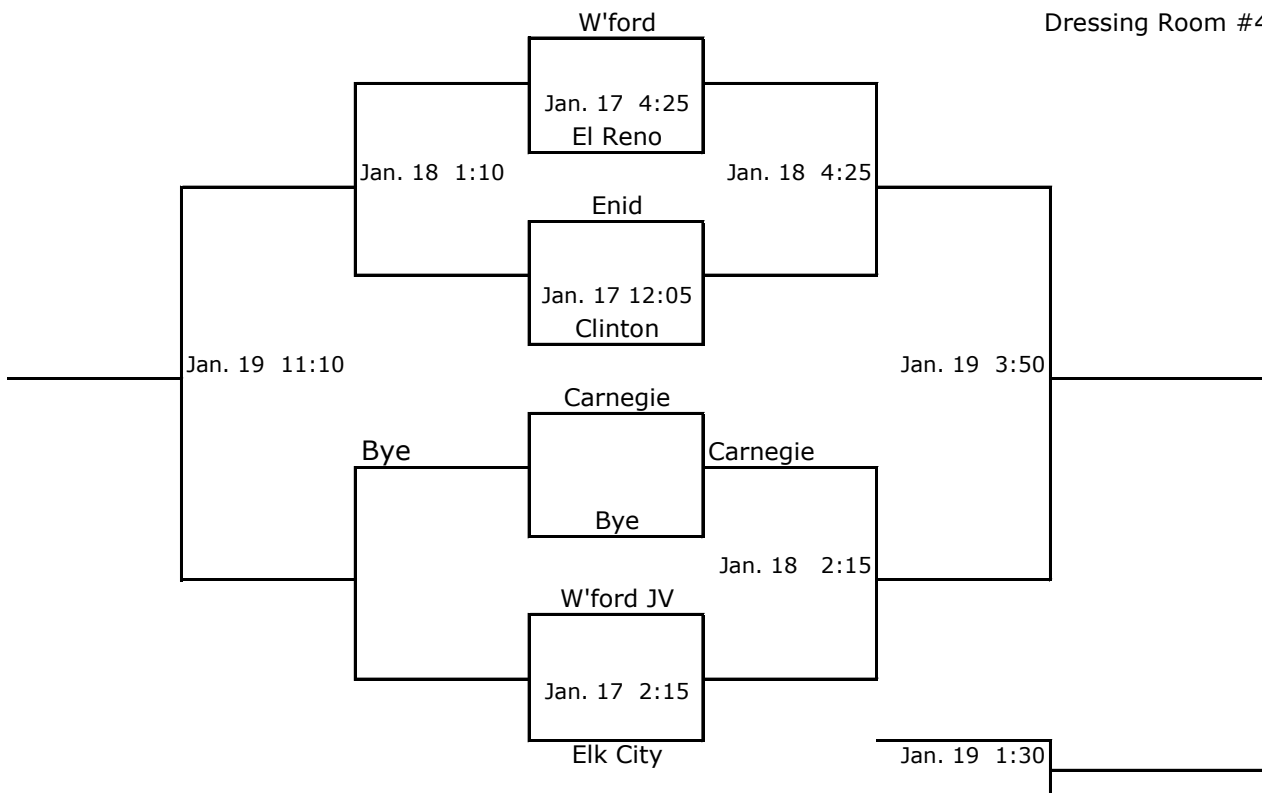 W'ford
Dressing Room #4
Jan. 17 4:25
El Reno
Jan. 18 1:10
Jan. 18 4:25
Enid
Jan. 17 12:05
Clinton
Jan. 19 11:10
Jan. 19 3:50
Carnegie
Bye
Carnegie
Bye
Jan. 18 2:15
W'ford JV
Jan. 17 2:15
Elk City
Jan. 19 1:30